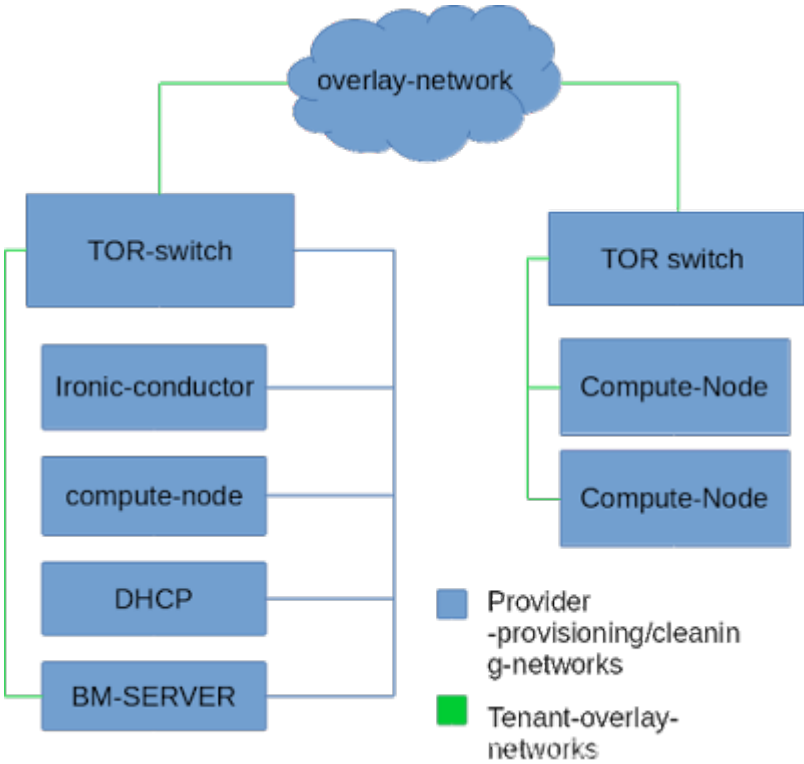 overlay-network
TOR-switch
TOR switch
Ironic-conductor
Compute-Node
compute-node
Compute-Node
DHCP
BM-SERVER
Provider
-provisioning/cleanin
g-networks
Tenant-overlay-
networks